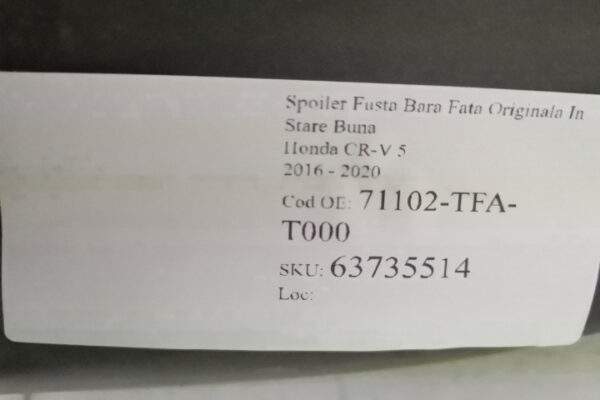 Spoiler Fusta Bara Fata Originala In
Stare Buna
Honda CR-V 5
2016 - 2020
Cod OE: 71102-TFA-
T000
SKU: 63735514
Loc: